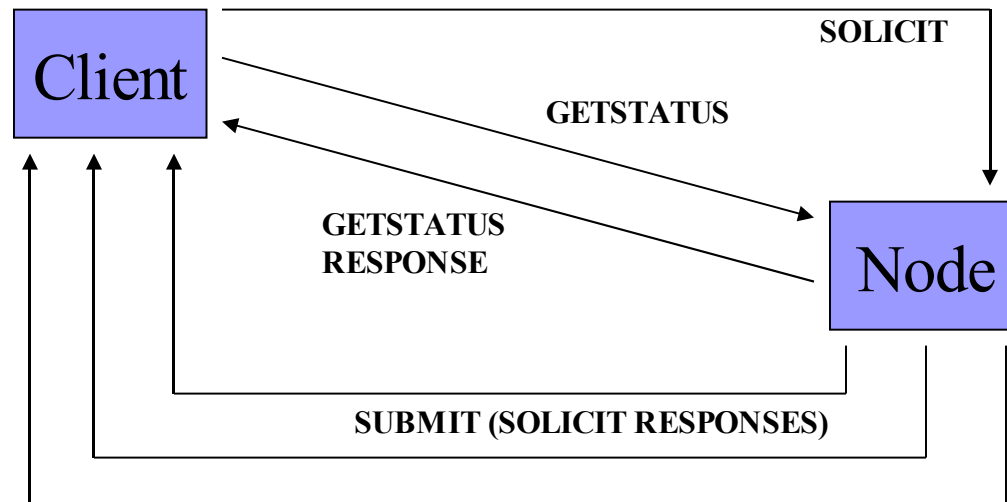 SOLICIT
Client
GETSTATUS
GETSTATUS
RESPONSE
Node
SUBMIT (SOLICIT RESPONSES)